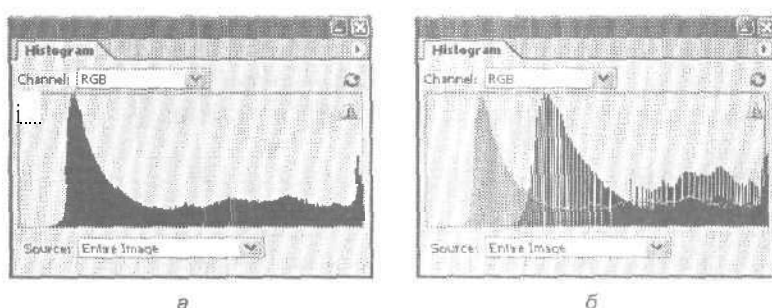 Histogram
Channel: RGB
Source: Entire Image
а
Histogram
Channel: RGB
Source: Entire Image
б